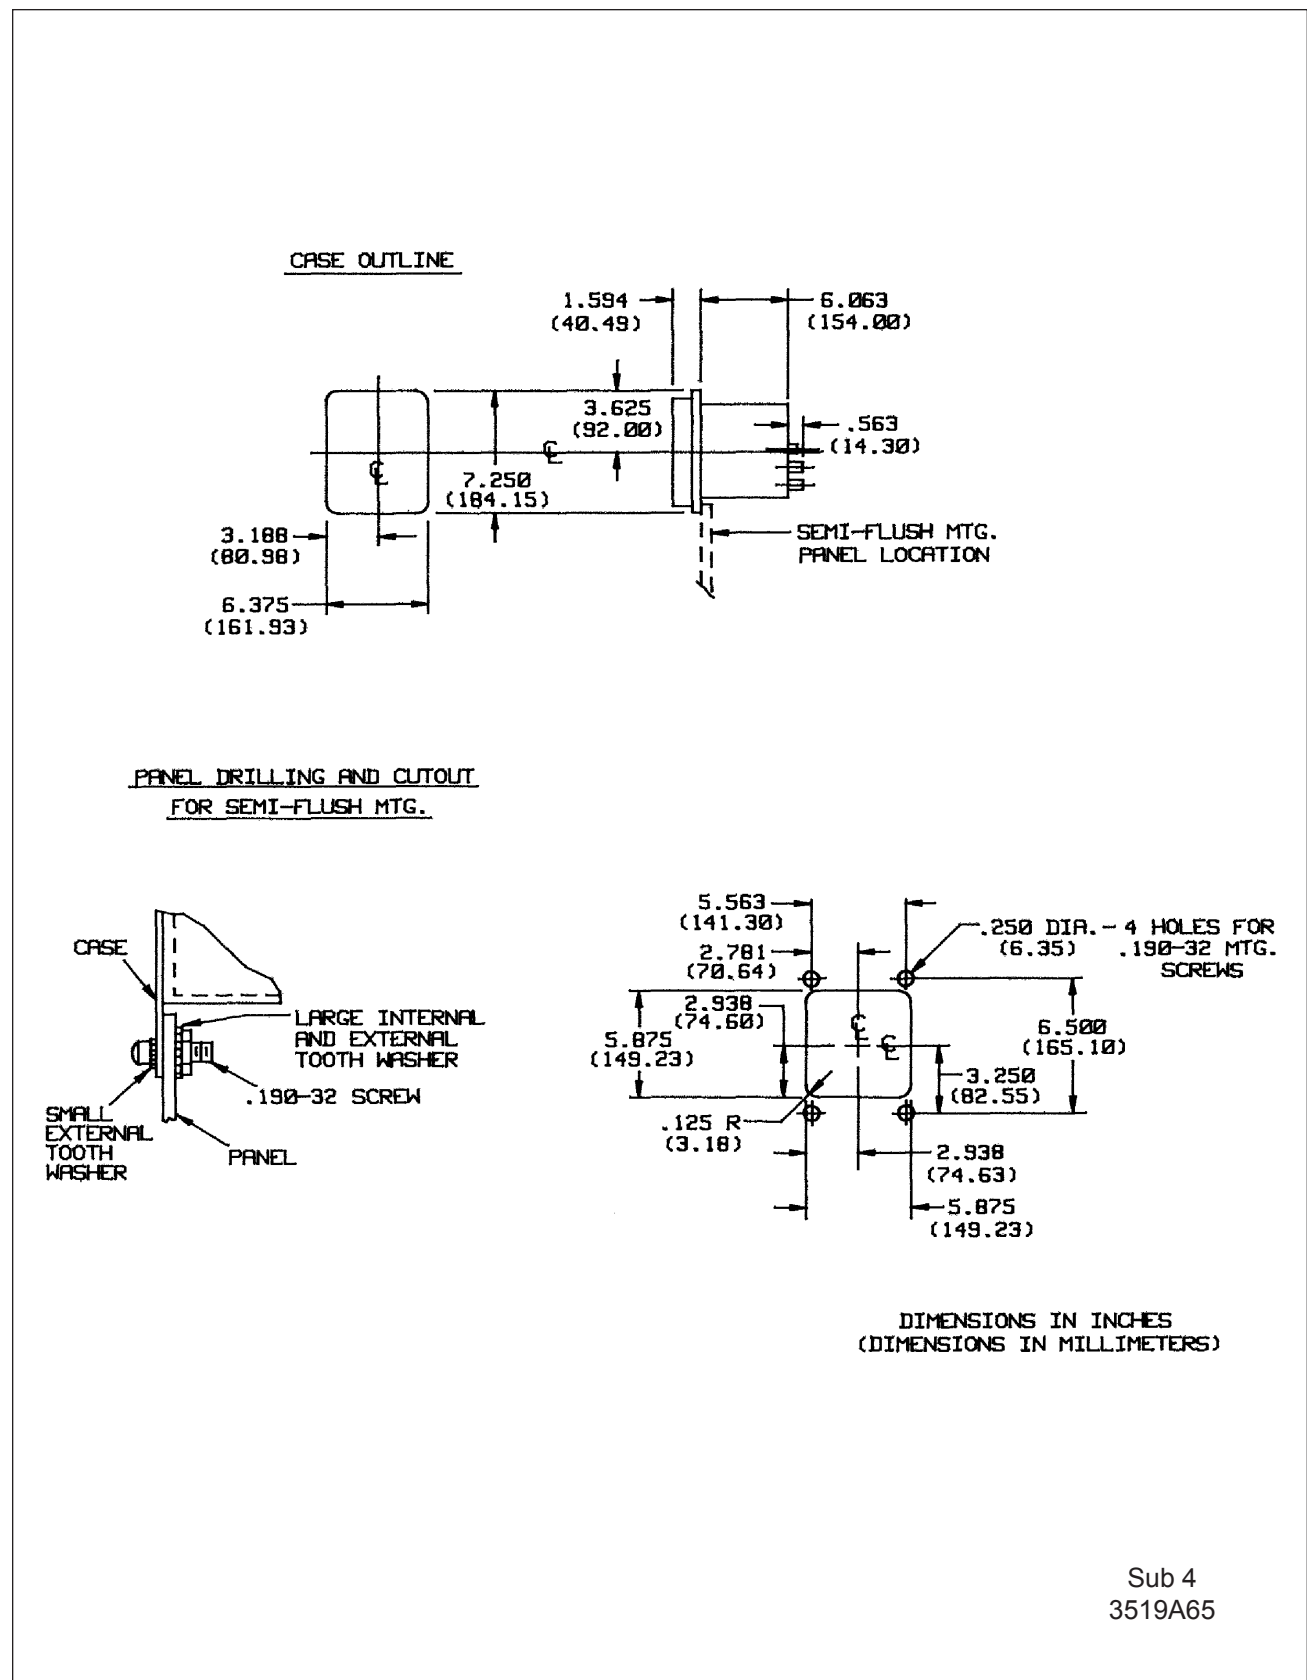 CASE OUTLINE
1.594
(40.49)
6.063
(154.00)
3.625
(92.00)
.563
(14.30)
7.250
(184.15)
3.188
(80.98)
SEMI-FLUSH MTG.
PANEL LOCATION
6.375
(161.93)
PANEL DRILLING AND CUTOUT
FOR SEMI-FLUSH MTG.
CASE
LARGE INTERNAL
AND EXTERNAL
TOOTH WASHER
.190-32 SCREW
SMALL
EXTERNAL
TOOTH
WASHER
PANEL
5.563
(141.30)
.250 DIA. - 4 HOLES FOR
(6.35) .190-32 MTG.
SCREWS
2.781
(70.64)
2.938
(74.60)
5.875
(149.23)
6.500
(165.10)
3.250
(82.55)
.125 R
(3.18)
2.938
(74.63)
5.875
(149.23)
DIMENSIONS IN INCHES
(DIMENSIONS IN MILLIMETERS)
Sub 4
3519A65